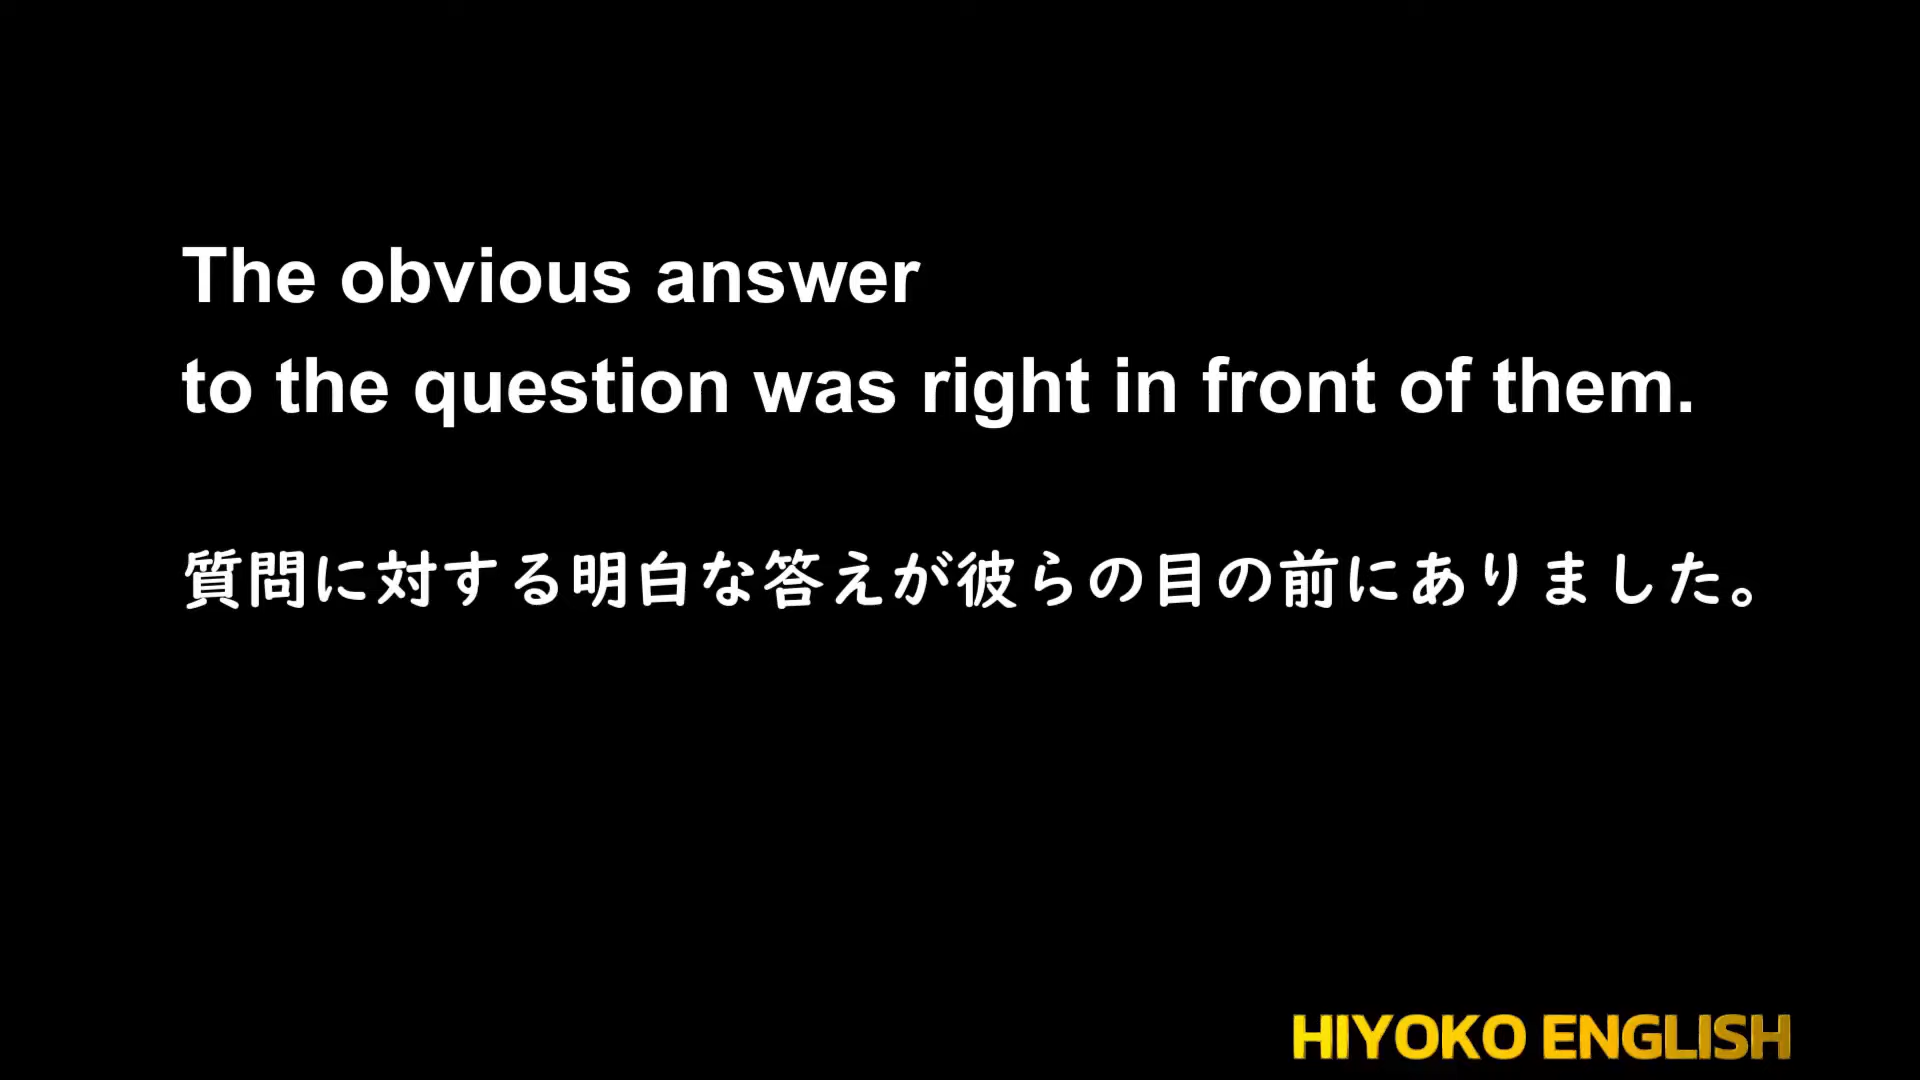 The obvious answer
to the question was right in front of them.
質問に対する明白な答えが彼らの目の前にありました。
HIYOKO ENGLISH